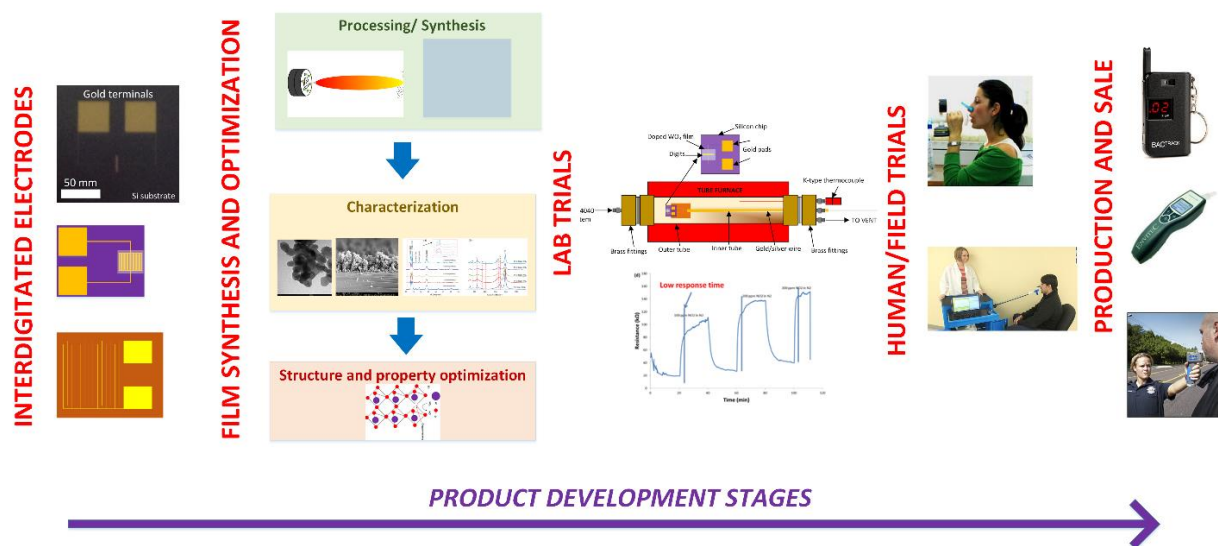 INTERDIGITATED ELECTRODES
Gold terminals
50 mm
Si substrate
FILM SYNTHESIS AND OPTIMIZATION
Processing/ Synthesis
Characterization
Structure and property optimization
LAB TRIALS
Silicon chip
Doped WO₃ film
Digits
Gold pads
K-type thermocouple
TUBE FURNACE
TO VENT
Brass fittings
Outer tube
Inner tube
Gold/silver wire
Brass fittings
Low response time
Resistance (kΩ)
Time (min)
HUMAN/FIELD TRIALS
PRODUCTION AND SALE
.02
BACTRACK
PRODUCT DEVELOPMENT STAGES